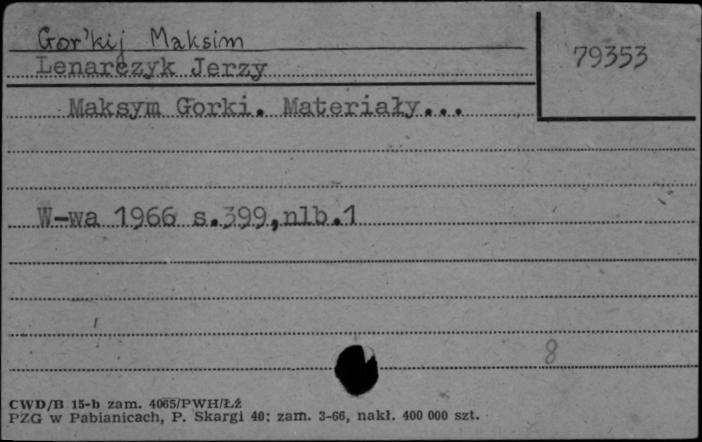 Gor'kij Maksim
79353
Lenarczyk Jerzy
Maksym Gorki. Materiały...
W-wa 1966 s.399,nlb.1
8
CWD/B 15-b zam. 4065/PWH/Łź
PZG w Pabianicach, P. Skargi 40; zam. 3-66, nakł. 400 000 szt.